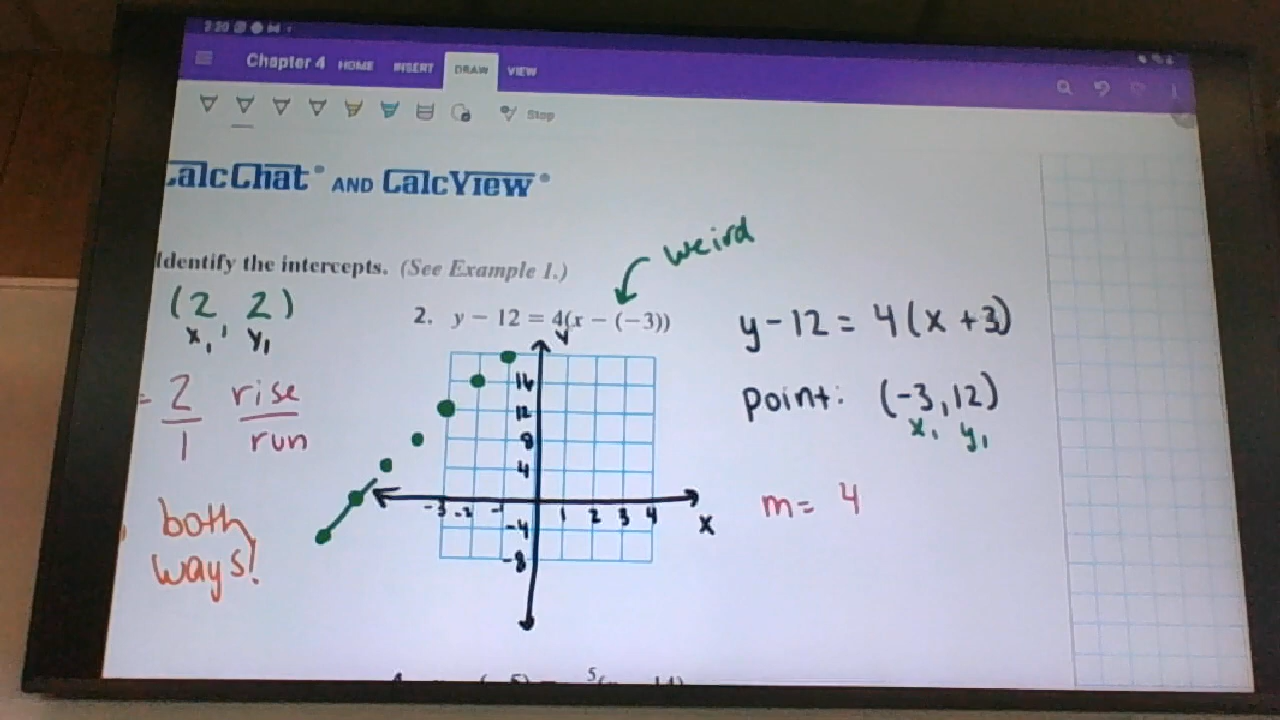 2:20
Chapter 4 HOME INSERT DRAW VIEW
Stop
CalcChat® AND CalcView®
weird
Identify the intercepts. (See Example 1.)
(2, 2)
x₁ y₁
2. y − 12 = 4(x − (−3))
y
y-12 = 4(x+3)
= 2/1 rise/run
16
12
8
4
-3 -2 -1 1 2 3 4
x
-4
-8
point: (-3,12)
x₁ y₁
m= 4
both
ways!